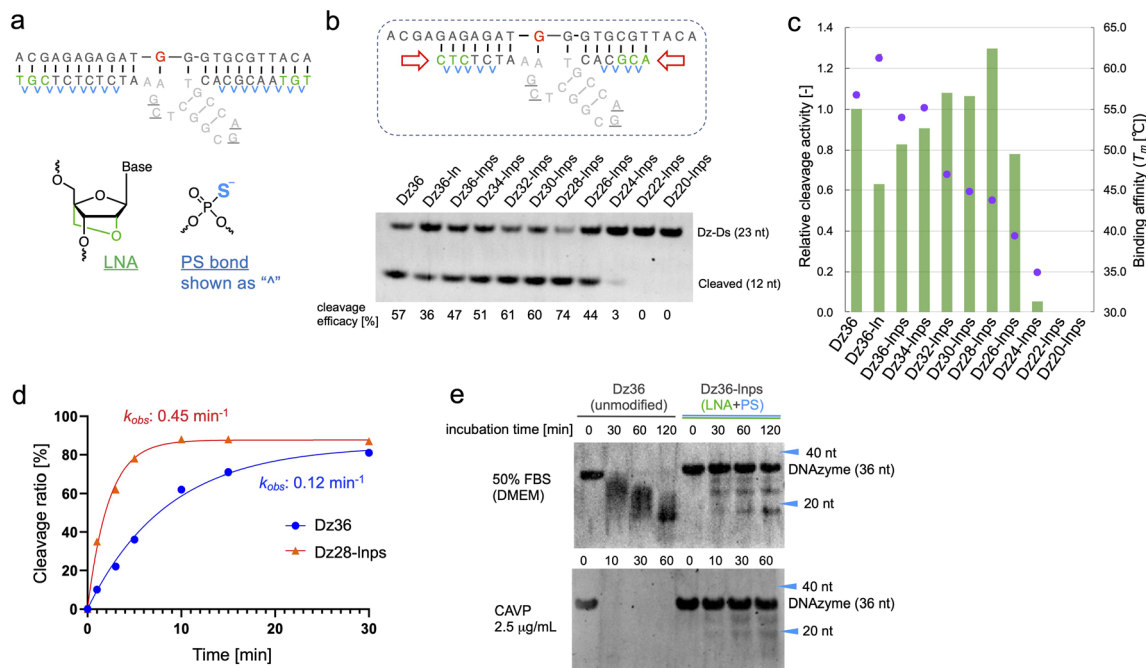 a
ACGAGAGAGAT–G–G–GTGCGTTACA
TGCTCTCTCTA
A
A
G
C
T
C
G
G
C
T
G
C
C
A
G
CACGCAATGT
Base
O
O
O
O
LNA
S-
O
P
O
O
PS bond
shown as "^"
b
ACGAGAGAGAT–G–G–GTGCGTTACA
CTCTCTA
A
A
G
C
T
C
G
G
C
T
G
C
C
A
G
CACGCA
Dz36
Dz36-ln
Dz36-lnps
Dz34-lnps
Dz32-lnps
Dz30-lnps
Dz28-lnps
Dz26-lnps
Dz24-lnps
Dz22-lnps
Dz20-lnps
Dz-Ds (23 nt)
Cleaved (12 nt)
cleavage
efficacy [%]
57 36 47 51 61 60 74 44 3 0 0
c
Relative cleavage activity [-]
1.4
1.2
1.0
0.8
0.6
0.4
0.2
0.0
65.0
60.0
55.0
50.0
45.0
40.0
35.0
30.0
Binding affinity (Tm [℃])
Dz36
Dz36-ln
Dz36-lnps
Dz34-lnps
Dz32-lnps
Dz30-lnps
Dz28-lnps
Dz26-lnps
Dz24-lnps
Dz22-lnps
Dz20-lnps
d
Cleavage ratio [%]
100
80
60
40
20
0
kobs: 0.45 min-1
kobs: 0.12 min-1
Dz36
Dz28-lnps
0 10 20 30
Time [min]
e
Dz36
(unmodified)
Dz36-lnps
(LNA+PS)
incubation time [min]
0 30 60 120 0 30 60 120
50% FBS
(DMEM)
40 nt
DNAzyme (36 nt)
20 nt
0 10 30 60 0 10 30 60
CAVP
2.5 μg/mL
40 nt
DNAzyme (36 nt)
20 nt